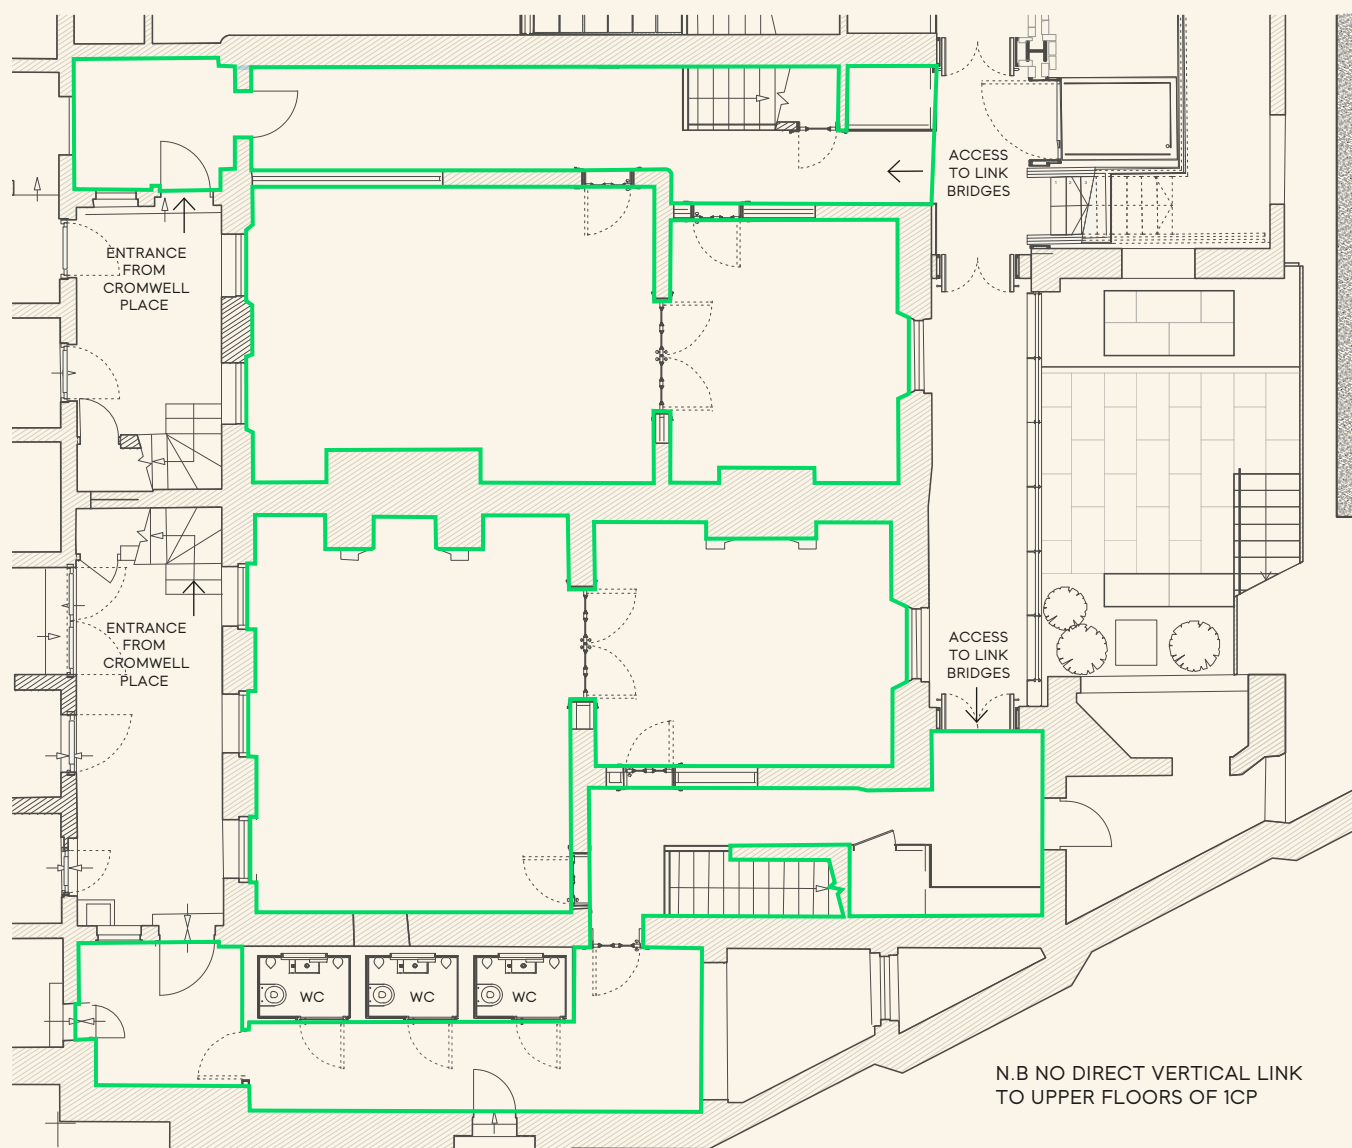 ACCESS
TO LINK
BRIDGES
ENTRANCE
FROM
CROMWELL
PLACE
ENTRANCE
FROM
CROMWELL
PLACE
ACCESS
TO LINK
BRIDGES
WC
WC
WC
N.B NO DIRECT VERTICAL LINK
TO UPPER FLOORS OF 1CP